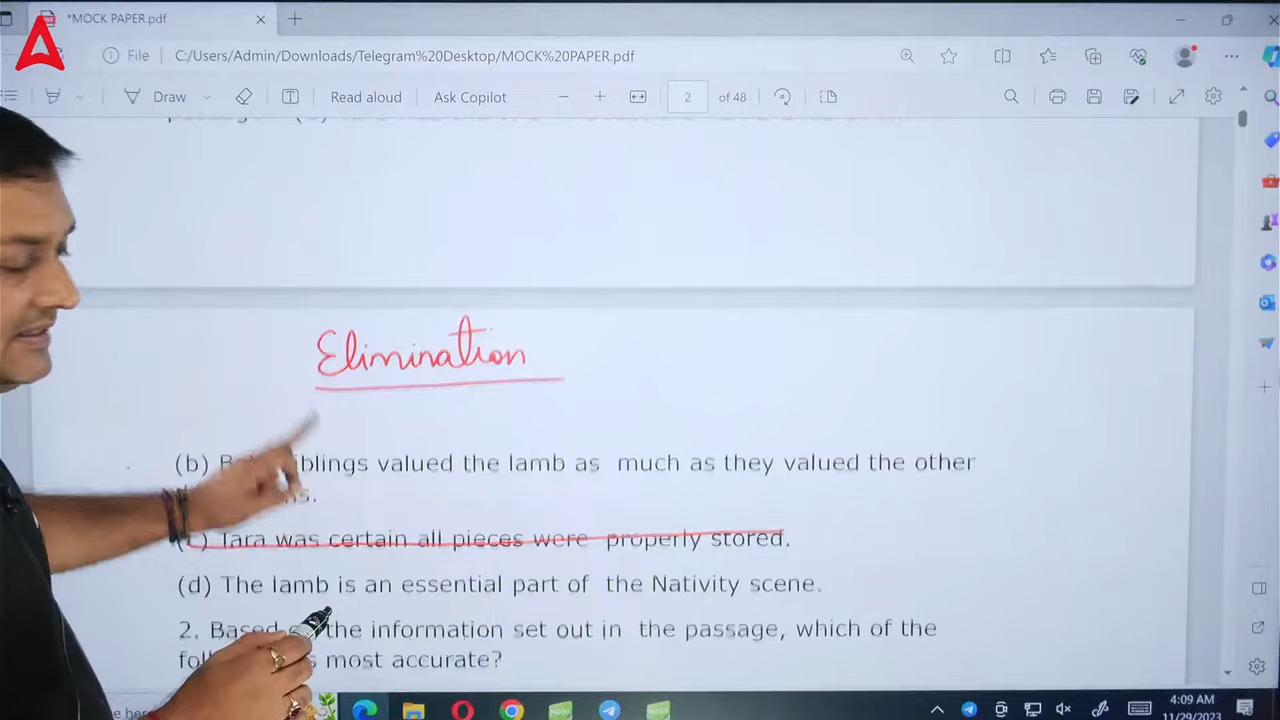 *MOCK PAPER.pdf
File | C:/Users/Admin/Downloads/Telegram%20Desktop/MOCK%20PAPER.pdf
Draw Read aloud Ask Copilot 2 of 48
Elimination
(b) siblings valued the lamb as much as they valued the other
(c) Tara was certain all pieces were properly stored.
(d) The lamb is an essential part of the Nativity scene.
2. Based the information set out in the passage, which of the
most accurate?
4:09 AM
11/29/2023